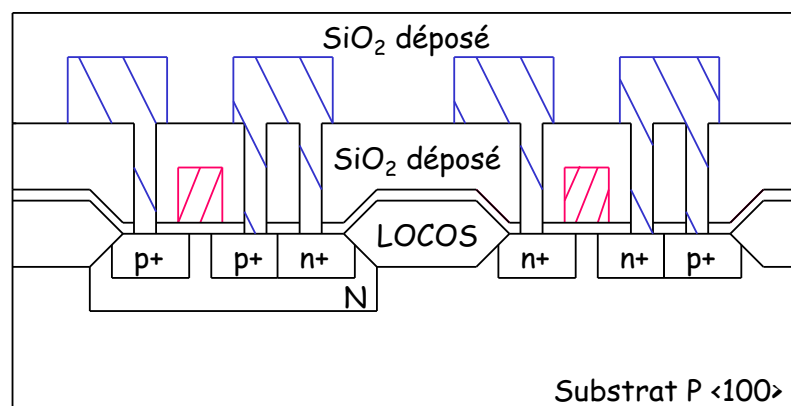 SiO₂ déposé
SiO₂ déposé
LOCOS
p+ p+ n+ n+ n+ p+
N
Substrat P <100>